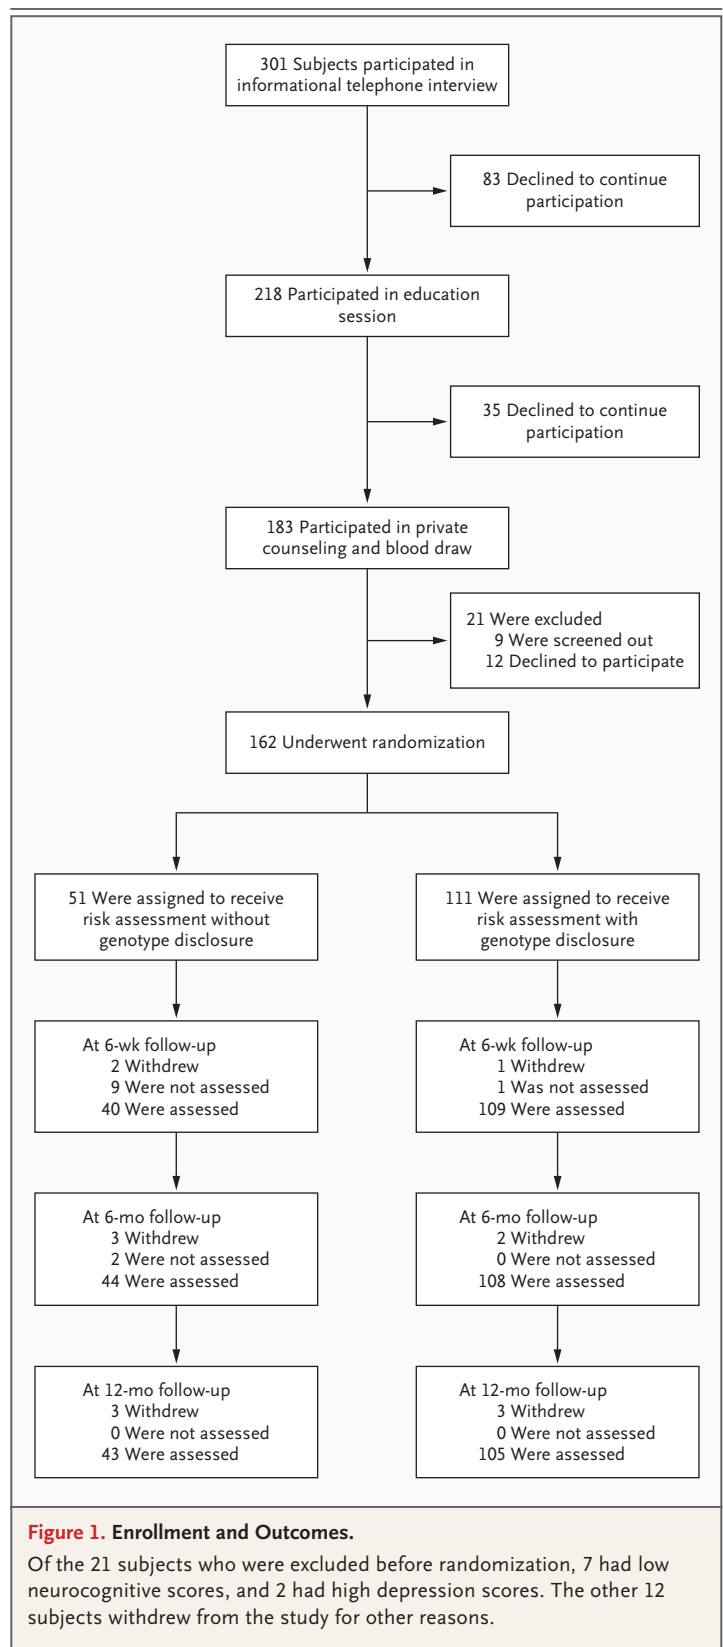 301 Subjects participated in
informational telephone interview
83 Declined to continue
participation
218 Participated in education
session
35 Declined to continue
participation
183 Participated in private
counseling and blood draw
21 Were excluded
9 Were screened out
12 Declined to participate
162 Underwent randomization
51 Were assigned to receive
risk assessment without
genotype disclosure
111 Were assigned to receive
risk assessment with
genotype disclosure
At 6-wk follow-up
2 Withdrew
9 Were not assessed
40 Were assessed
At 6-wk follow-up
1 Withdrew
1 Was not assessed
109 Were assessed
At 6-mo follow-up
3 Withdrew
2 Were not assessed
44 Were assessed
At 6-mo follow-up
2 Withdrew
0 Were not assessed
108 Were assessed
At 12-mo follow-up
3 Withdrew
0 Were not assessed
43 Were assessed
At 12-mo follow-up
3 Withdrew
0 Were not assessed
105 Were assessed
Figure 1. Enrollment and Outcomes.
Of the 21 subjects who were excluded before randomization, 7 had low
neurocognitive scores, and 2 had high depression scores. The other 12
subjects withdrew from the study for other reasons.